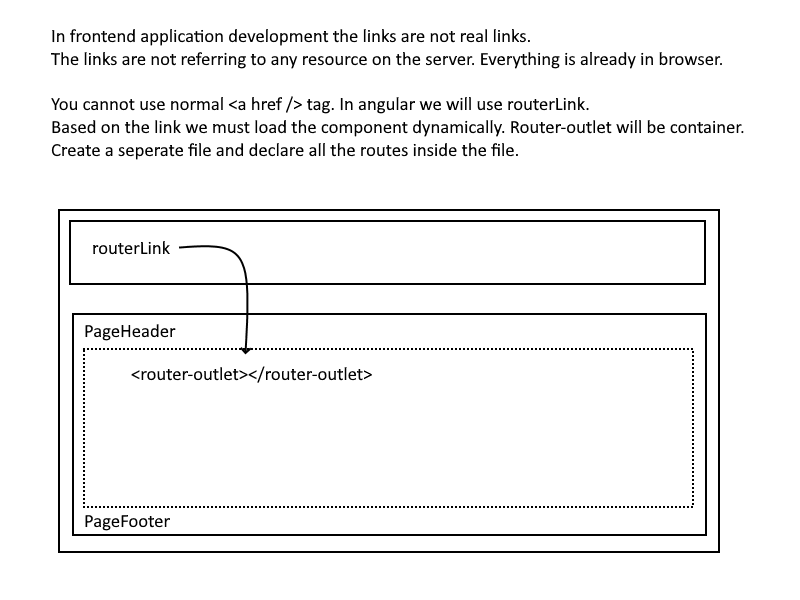 In frontend application development the links are not real links.
The links are not referring to any resource on the server. Everything is already in browser.
You cannot use normal <a href /> tag. In angular we will use routerLink.
Based on the link we must load the component dynamically. Router-outlet will be container.
Create a seperate file and declare all the routes inside the file.
routerLink
PageHeader
<router-outlet></router-outlet>
PageFooter